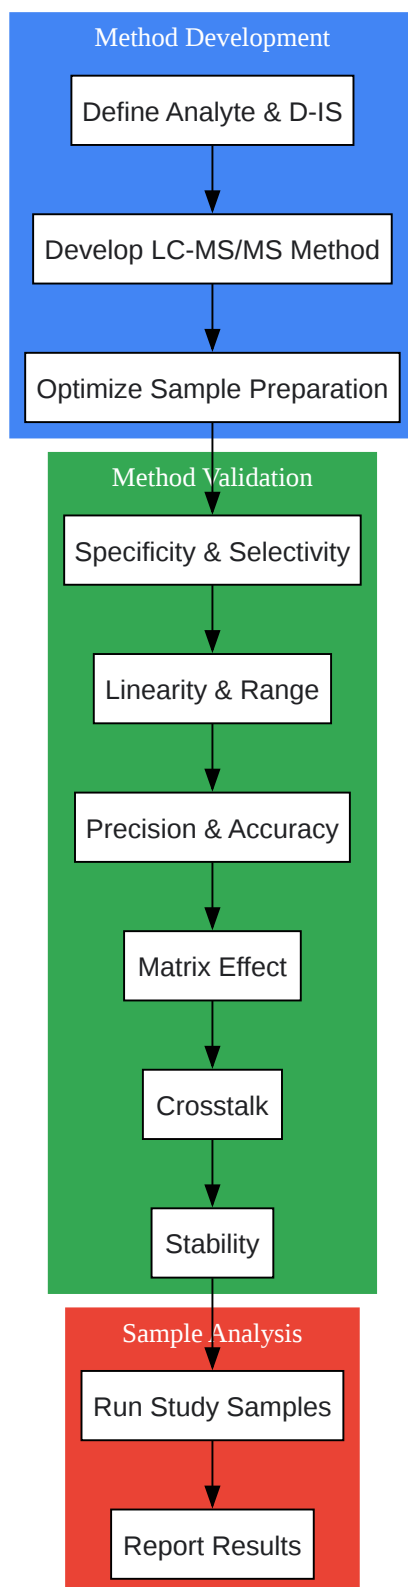 Method Development
Define Analyte & D-IS
Develop LC-MS/MS Method
Optimize Sample Preparation
Method Validation
Specificity & Selectivity
Linearity & Range
Precision & Accuracy
Matrix Effect
Crosstalk
Stability
Sample Analysis
Run Study Samples
Report Results